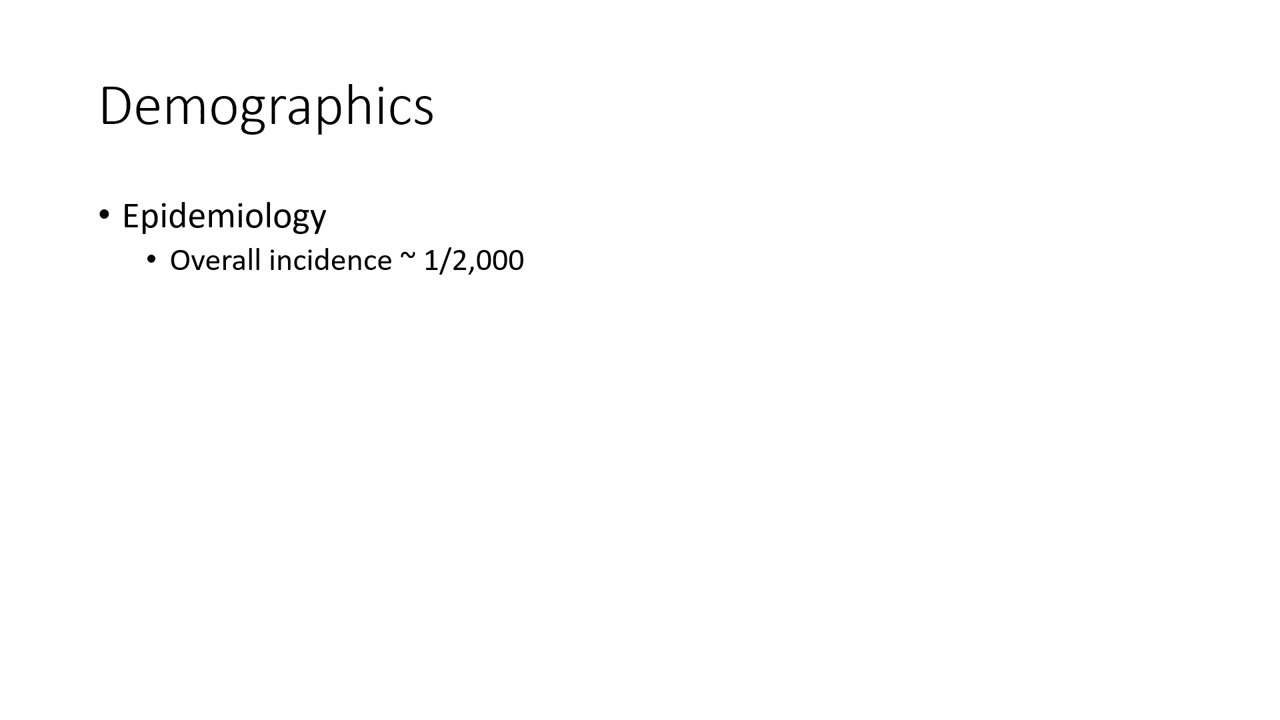 Demographics
• Epidemiology
• Overall incidence ~ 1/2,000